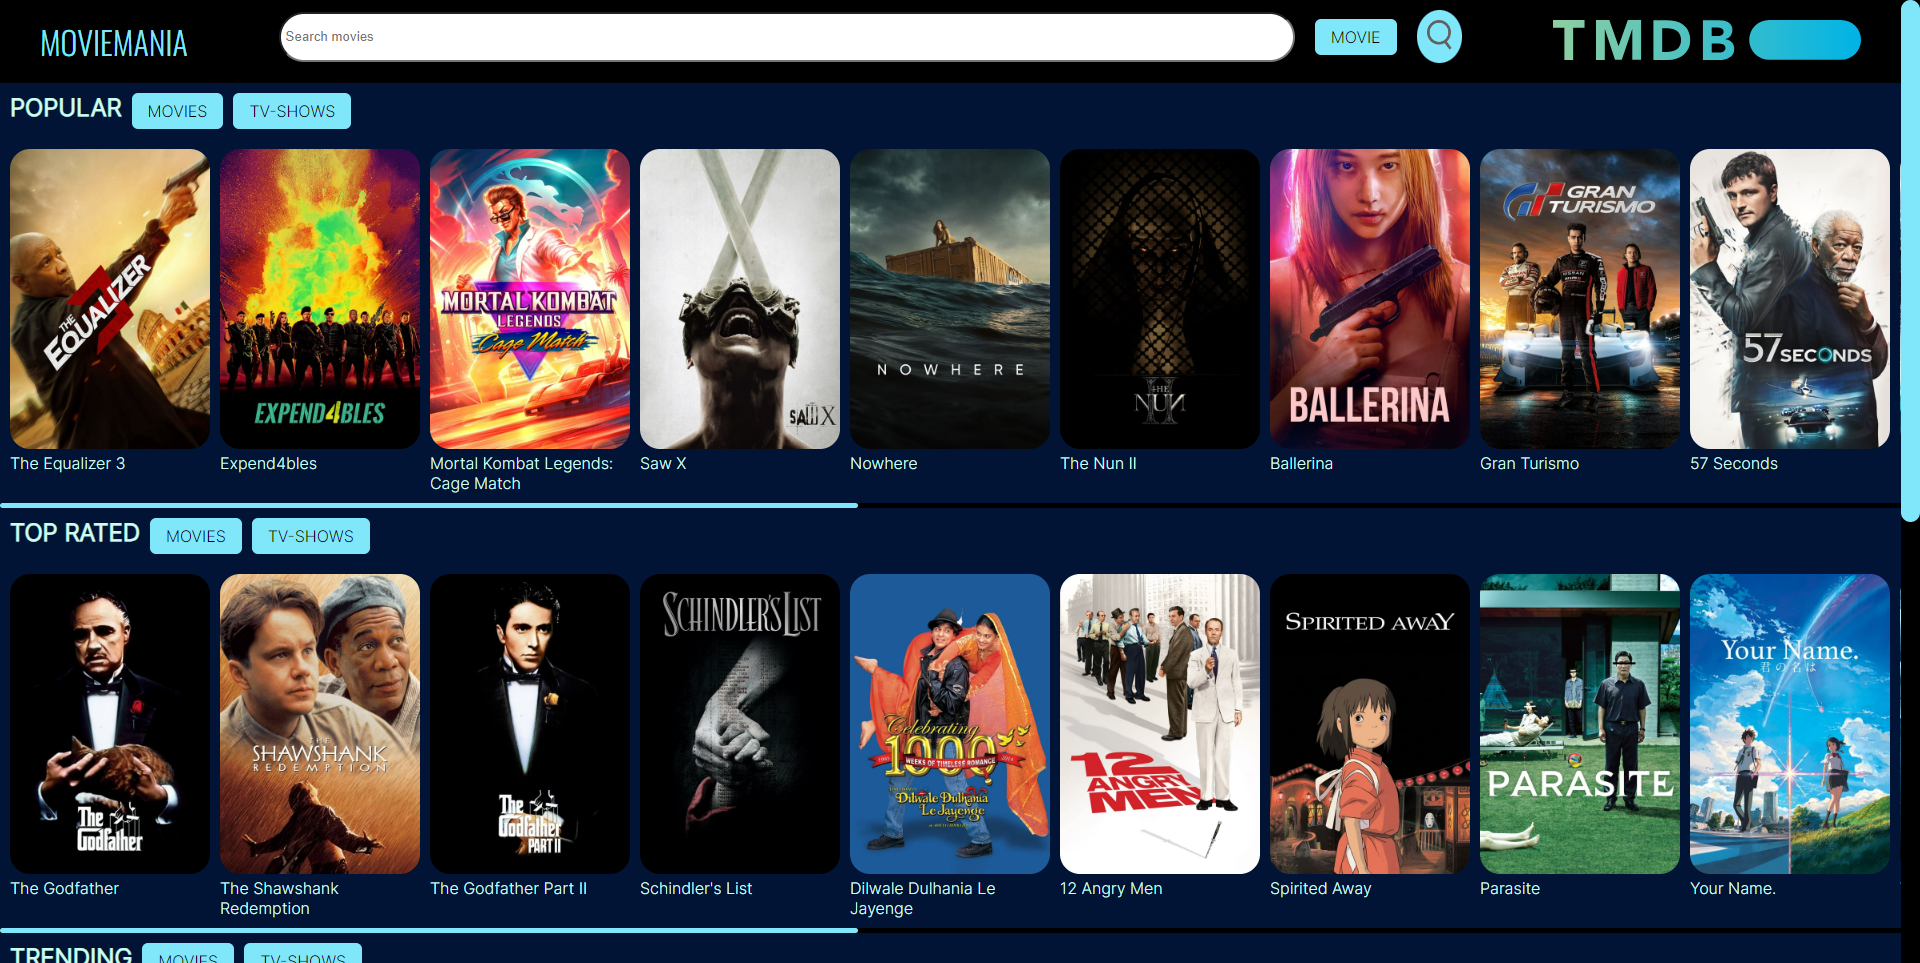 MOVIEMANIA
Search movies
MOVIE
TMDB
POPULAR
MOVIES
TV-SHOWS
THE
EQUALIZER
3
EXPEND4BLES
MORTAL KOMBAT
LEGENDS
Cage Match
SAW X
NOWHERE
THE
NUN
II
BALLERINA
GRAN
TURISMO
57 SECONDS
The Equalizer 3
Expend4bles
Mortal Kombat Legends:
Cage Match
Saw X
Nowhere
The Nun II
Ballerina
Gran Turismo
57 Seconds
TOP RATED
MOVIES
TV-SHOWS
The
Godfather
THE
SHAWSHANK
REDEMPTION
The
Godfather
PART II
SCHINDLER'S LIST
Celebrating
1000
WEEKS OF TIMELESS ROMANCE
Dilwale Dulhania
Le Jayenge
12
ANGRY
MEN
SPIRITED AWAY
PARASITE
Your Name.
君の名は
The Godfather
The Shawshank
Redemption
The Godfather Part II
Schindler's List
Dilwale Dulhania Le
Jayenge
12 Angry Men
Spirited Away
Parasite
Your Name.
TRENDING
MOVIES
TV-SHOWS